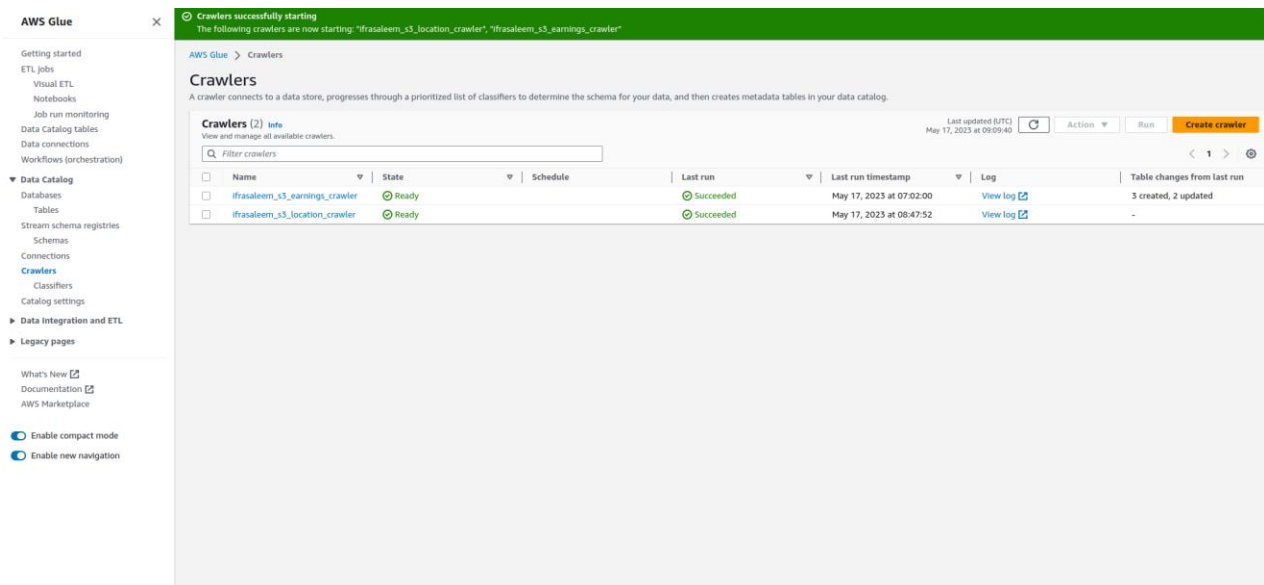 AWS Glue
Getting started
ETL jobs
Visual ETL
Notebooks
Job run monitoring
Data Catalog tables
Data connections
Workflows (orchestration)
Data Catalog
Databases
Tables
Stream schema registries
Schemas
Connections
Crawlers
Classifiers
Catalog settings
Data Integration and ETL
Legacy pages
What's New
Documentation
AWS Marketplace
Enable compact mode
Enable new navigation
Crawlers successfully starting
The following crawlers are now starting: "ifrasaleem_s3_location_crawler", "ifrasaleem_s3_earnings_crawler"
AWS Glue > Crawlers
Crawlers
A crawler connects to a data store, progresses through a prioritized list of classifiers to determine the schema for your data, and then creates metadata tables in your data catalog.
Crawlers (2) Info
View and manage all available crawlers.
Last updated (UTC)
May 17, 2023 at 09:09:40
Action
Run
Create crawler
Filter crawlers
1
Name State Schedule Last run Last run timestamp Log Table changes from last run
ifrasaleem_s3_earnings_crawler Ready Succeeded May 17, 2023 at 07:02:00 View log 3 created, 2 updated
ifrasaleem_s3_location_crawler Ready Succeeded May 17, 2023 at 08:47:52 View log -